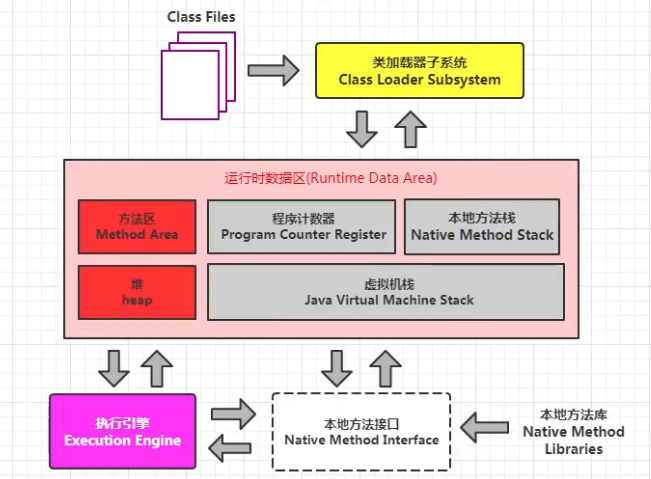 Class Files
类加载器子系统
Class Loader Subsystem
运行时数据区(Runtime Data Area)
方法区
Method Area
程序计数器
Program Counter Register
本地方法栈
Native Method Stack
堆
heap
虚拟机栈
Java Virtual Machine Stack
执行引擎
Execution Engine
本地方法接口
Native Method Interface
本地方法库
Native Method
Libraries